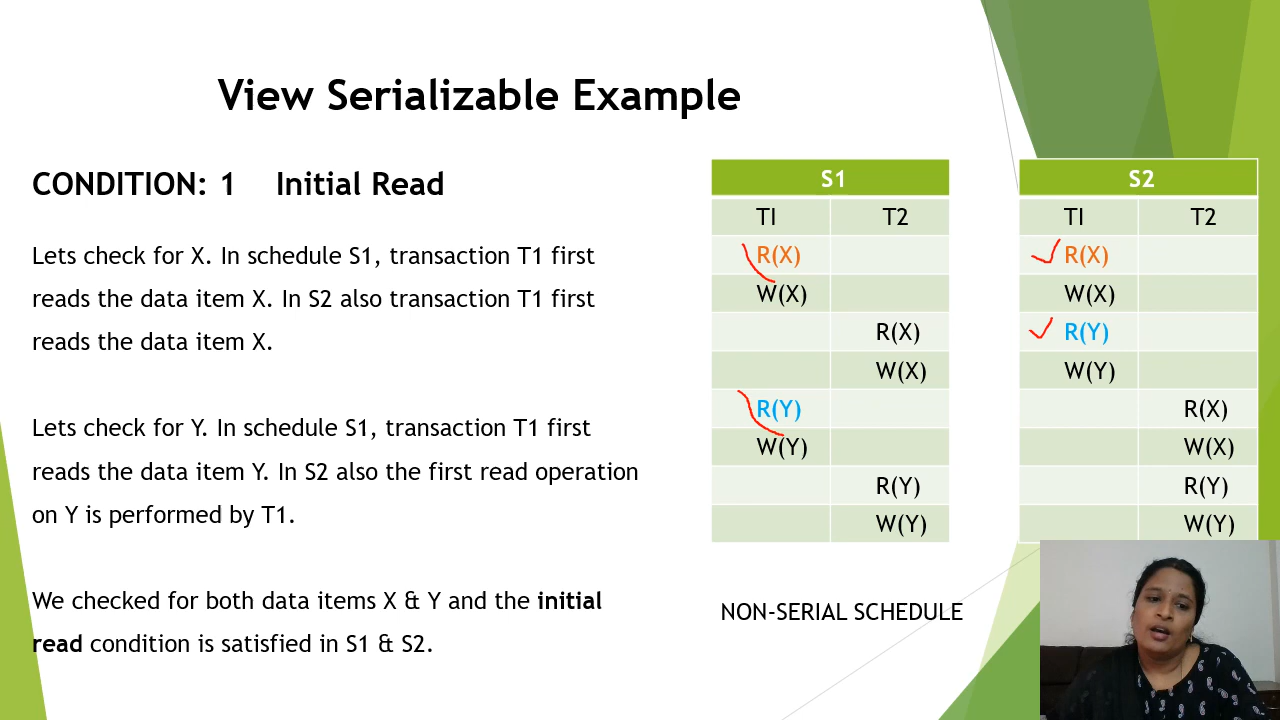 View Serializable Example
CONDITION: 1 Initial Read
Lets check for X. In schedule S1, transaction T1 first
reads the data item X. In S2 also transaction T1 first
reads the data item X.
Lets check for Y. In schedule S1, transaction T1 first
reads the data item Y. In S2 also the first read operation
on Y is performed by T1.
We checked for both data items X & Y and the initial
read condition is satisfied in S1 & S2.
S1
T1 T2
R(X)
W(X)
R(X)
W(X)
R(Y)
W(Y)
R(Y)
W(Y)
NON-SERIAL SCHEDULE
S2
T1 T2
R(X)
W(X)
R(Y)
W(Y)
R(X)
W(X)
R(Y)
W(Y)